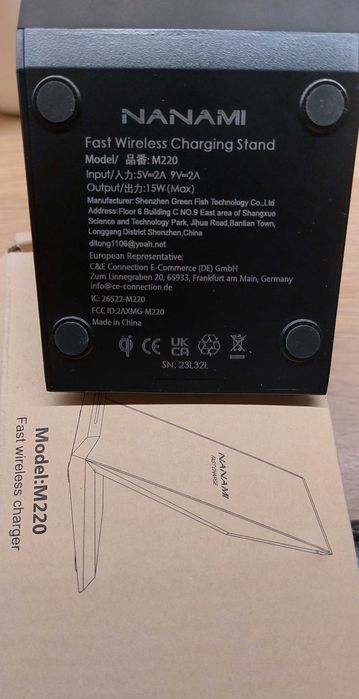 NANAMI
Fast Wireless Charging Stand
Model/ 品番: M220
Input/入力:5V=2A 9V=2A
Output/出力:15W(Max)
Manufacturer:Shenzhen Green Fish Technology Co.,Ltd
Address:Floor 6 Building C NO.9 East area of Shangxue
Science and Technology Park, Jihua Road,Bantian Town,
Longgang District Shenzhen,China
ditong1106@yeah.net
European Representative:
C&E Connection E-Commerce (DE) GmbH
Zum Linnegraben 20, 65933, Frankfurt am Main, Germany
info@ce-connection.de
IC: 26522-M220
FCC ID:2AXMG-M220
Made in China
CE UK CA
SN: 23L32L
NANAMI
FAST CHARGE
Model:M220
Fast wireless charger